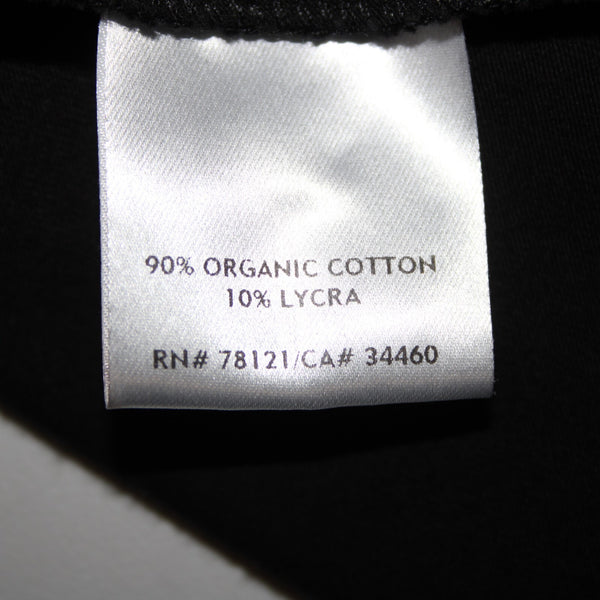 90% ORGANIC COTTON
10% LYCRA
RN# 78121/CA# 34460